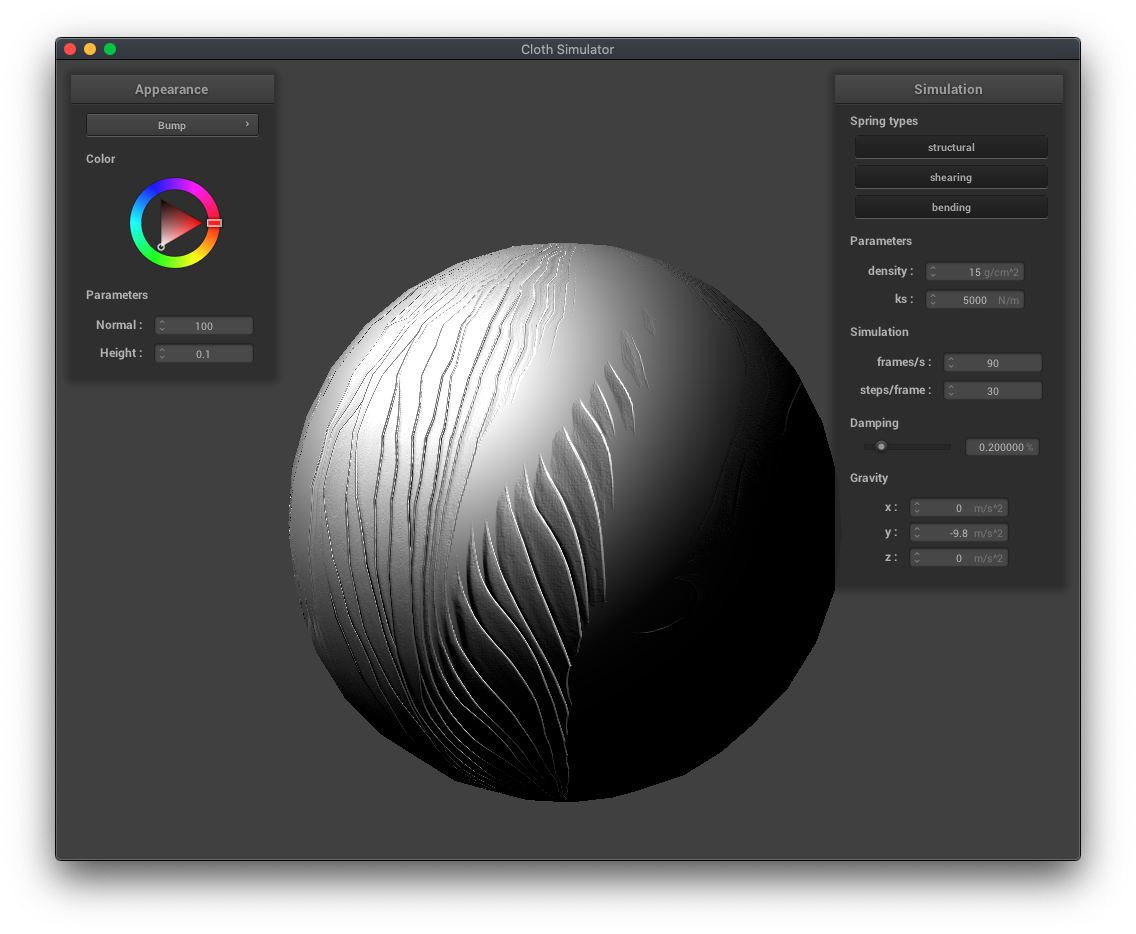 Cloth Simulator
Appearance
Bump
Color
Parameters
Normal : 100
Height : 0.1
Simulation
Spring types
structural
shearing
bending
Parameters
density : 15 g/cm^2
ks : 5000 N/m
Simulation
frames/s : 90
steps/frame : 30
Damping
0.200000 %
Gravity
x : 0 m/s^2
y : -9.8 m/s^2
z : 0 m/s^2